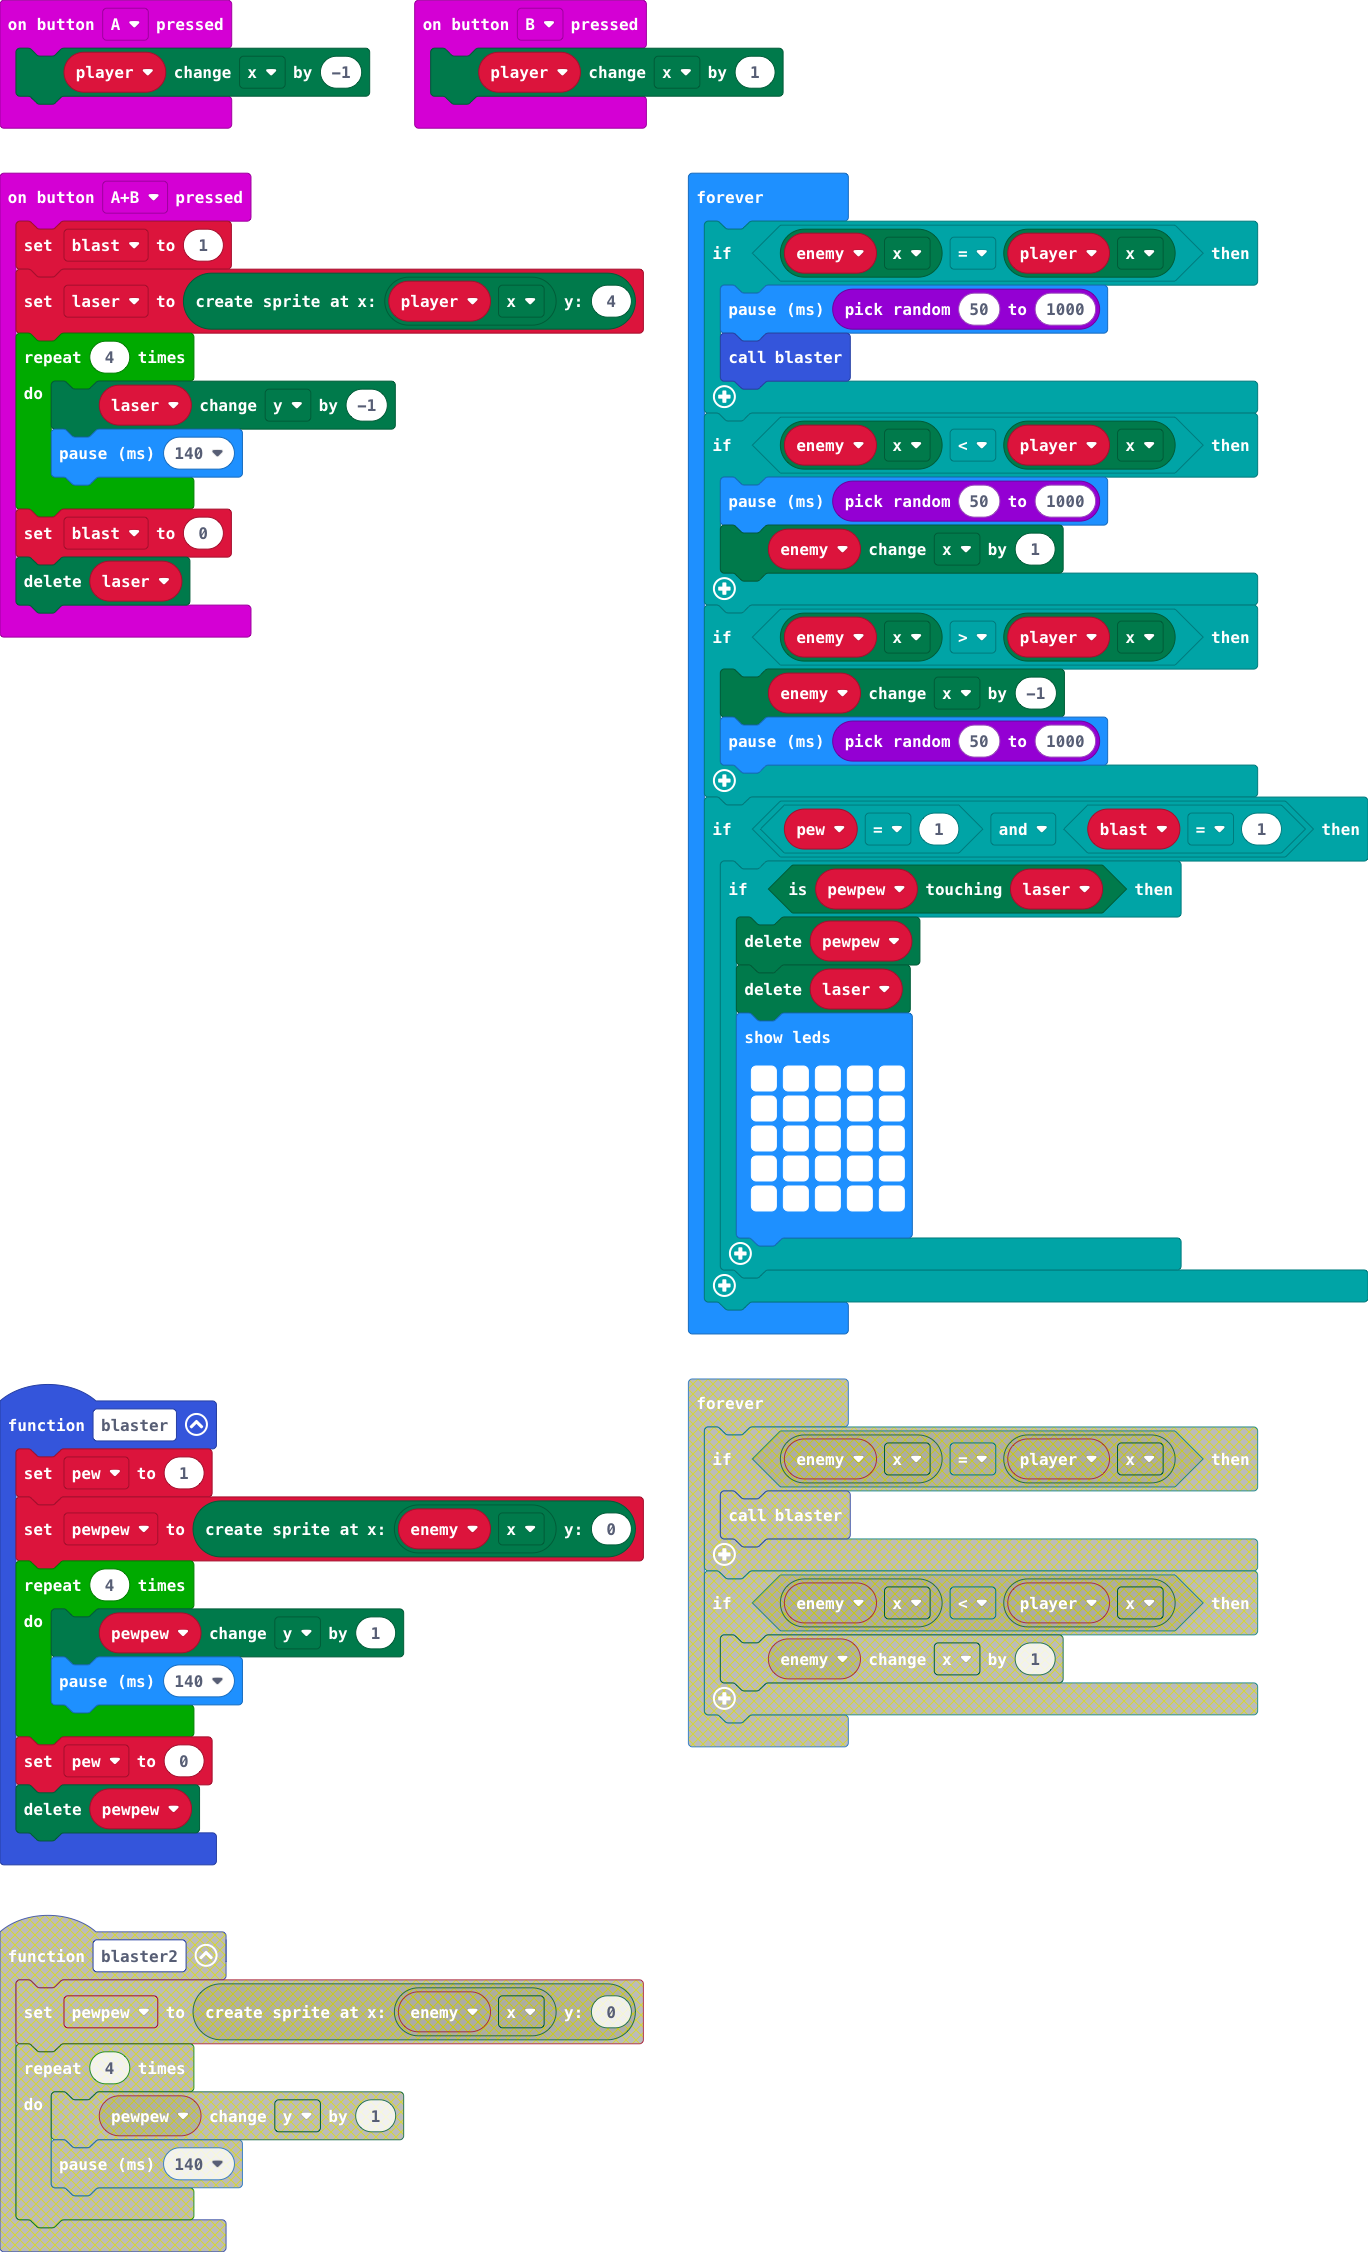 on button A pressed
player change x by -1
on button B pressed
player change x by 1
on button A+B pressed
set blast to 1
set laser to create sprite at x: player x y: 4
repeat 4 times
do laser change y by -1
pause (ms) 140
set blast to 0
delete laser
forever
if enemy x = player x then
pause (ms) pick random 50 to 1000
call blaster
if enemy x < player x then
pause (ms) pick random 50 to 1000
enemy change x by 1
if enemy x > player x then
enemy change x by -1
pause (ms) pick random 50 to 1000
if pew = 1 and blast = 1 then
if is pewpew touching laser then
delete pewpew
delete laser
show leds
function blaster
set pew to 1
set pewpew to create sprite at x: enemy x y: 0
repeat 4 times
do pewpew change y by 1
pause (ms) 140
set pew to 0
delete pewpew
forever
if enemy x = player x then
call blaster
if enemy x < player x then
enemy change x by 1
function blaster2
set pewpew to create sprite at x: enemy x y: 0
repeat 4 times
do pewpew change y by 1
pause (ms) 140